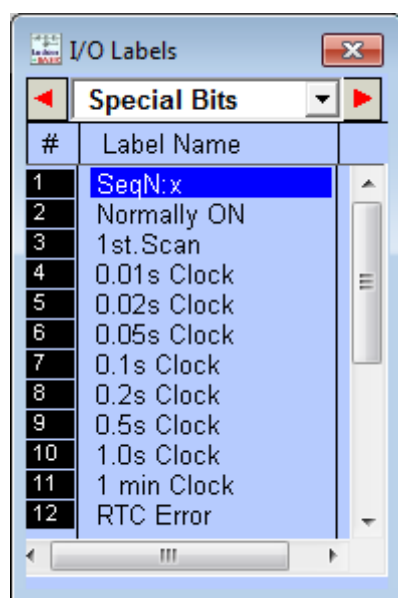 I/O Labels
Special Bits
# Label Name
1 SeqN:x
2 Normally ON
3 1st.Scan
4 0.01s Clock
5 0.02s Clock
6 0.05s Clock
7 0.1s Clock
8 0.2s Clock
9 0.5s Clock
10 1.0s Clock
11 1 min Clock
12 RTC Error